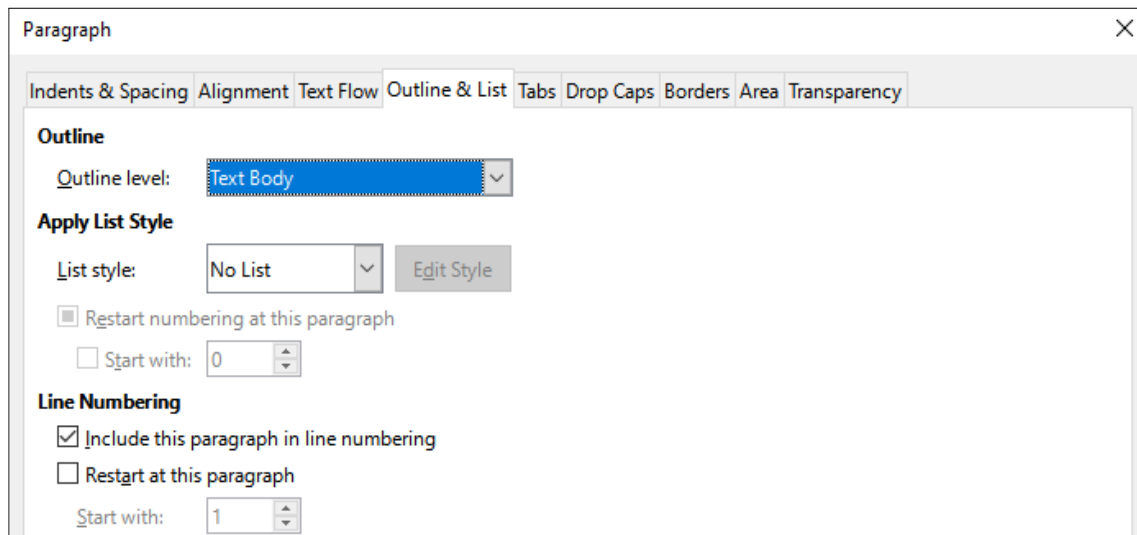 Paragraph
Indents & Spacing Alignment Text Flow Outline & List Tabs Drop Caps Borders Area Transparency
Outline
Outline level: Text Body
Apply List Style
List style: No List Edit Style
Restart numbering at this paragraph
Start with: 0
Line Numbering
Include this paragraph in line numbering
Restart at this paragraph
Start with: 1